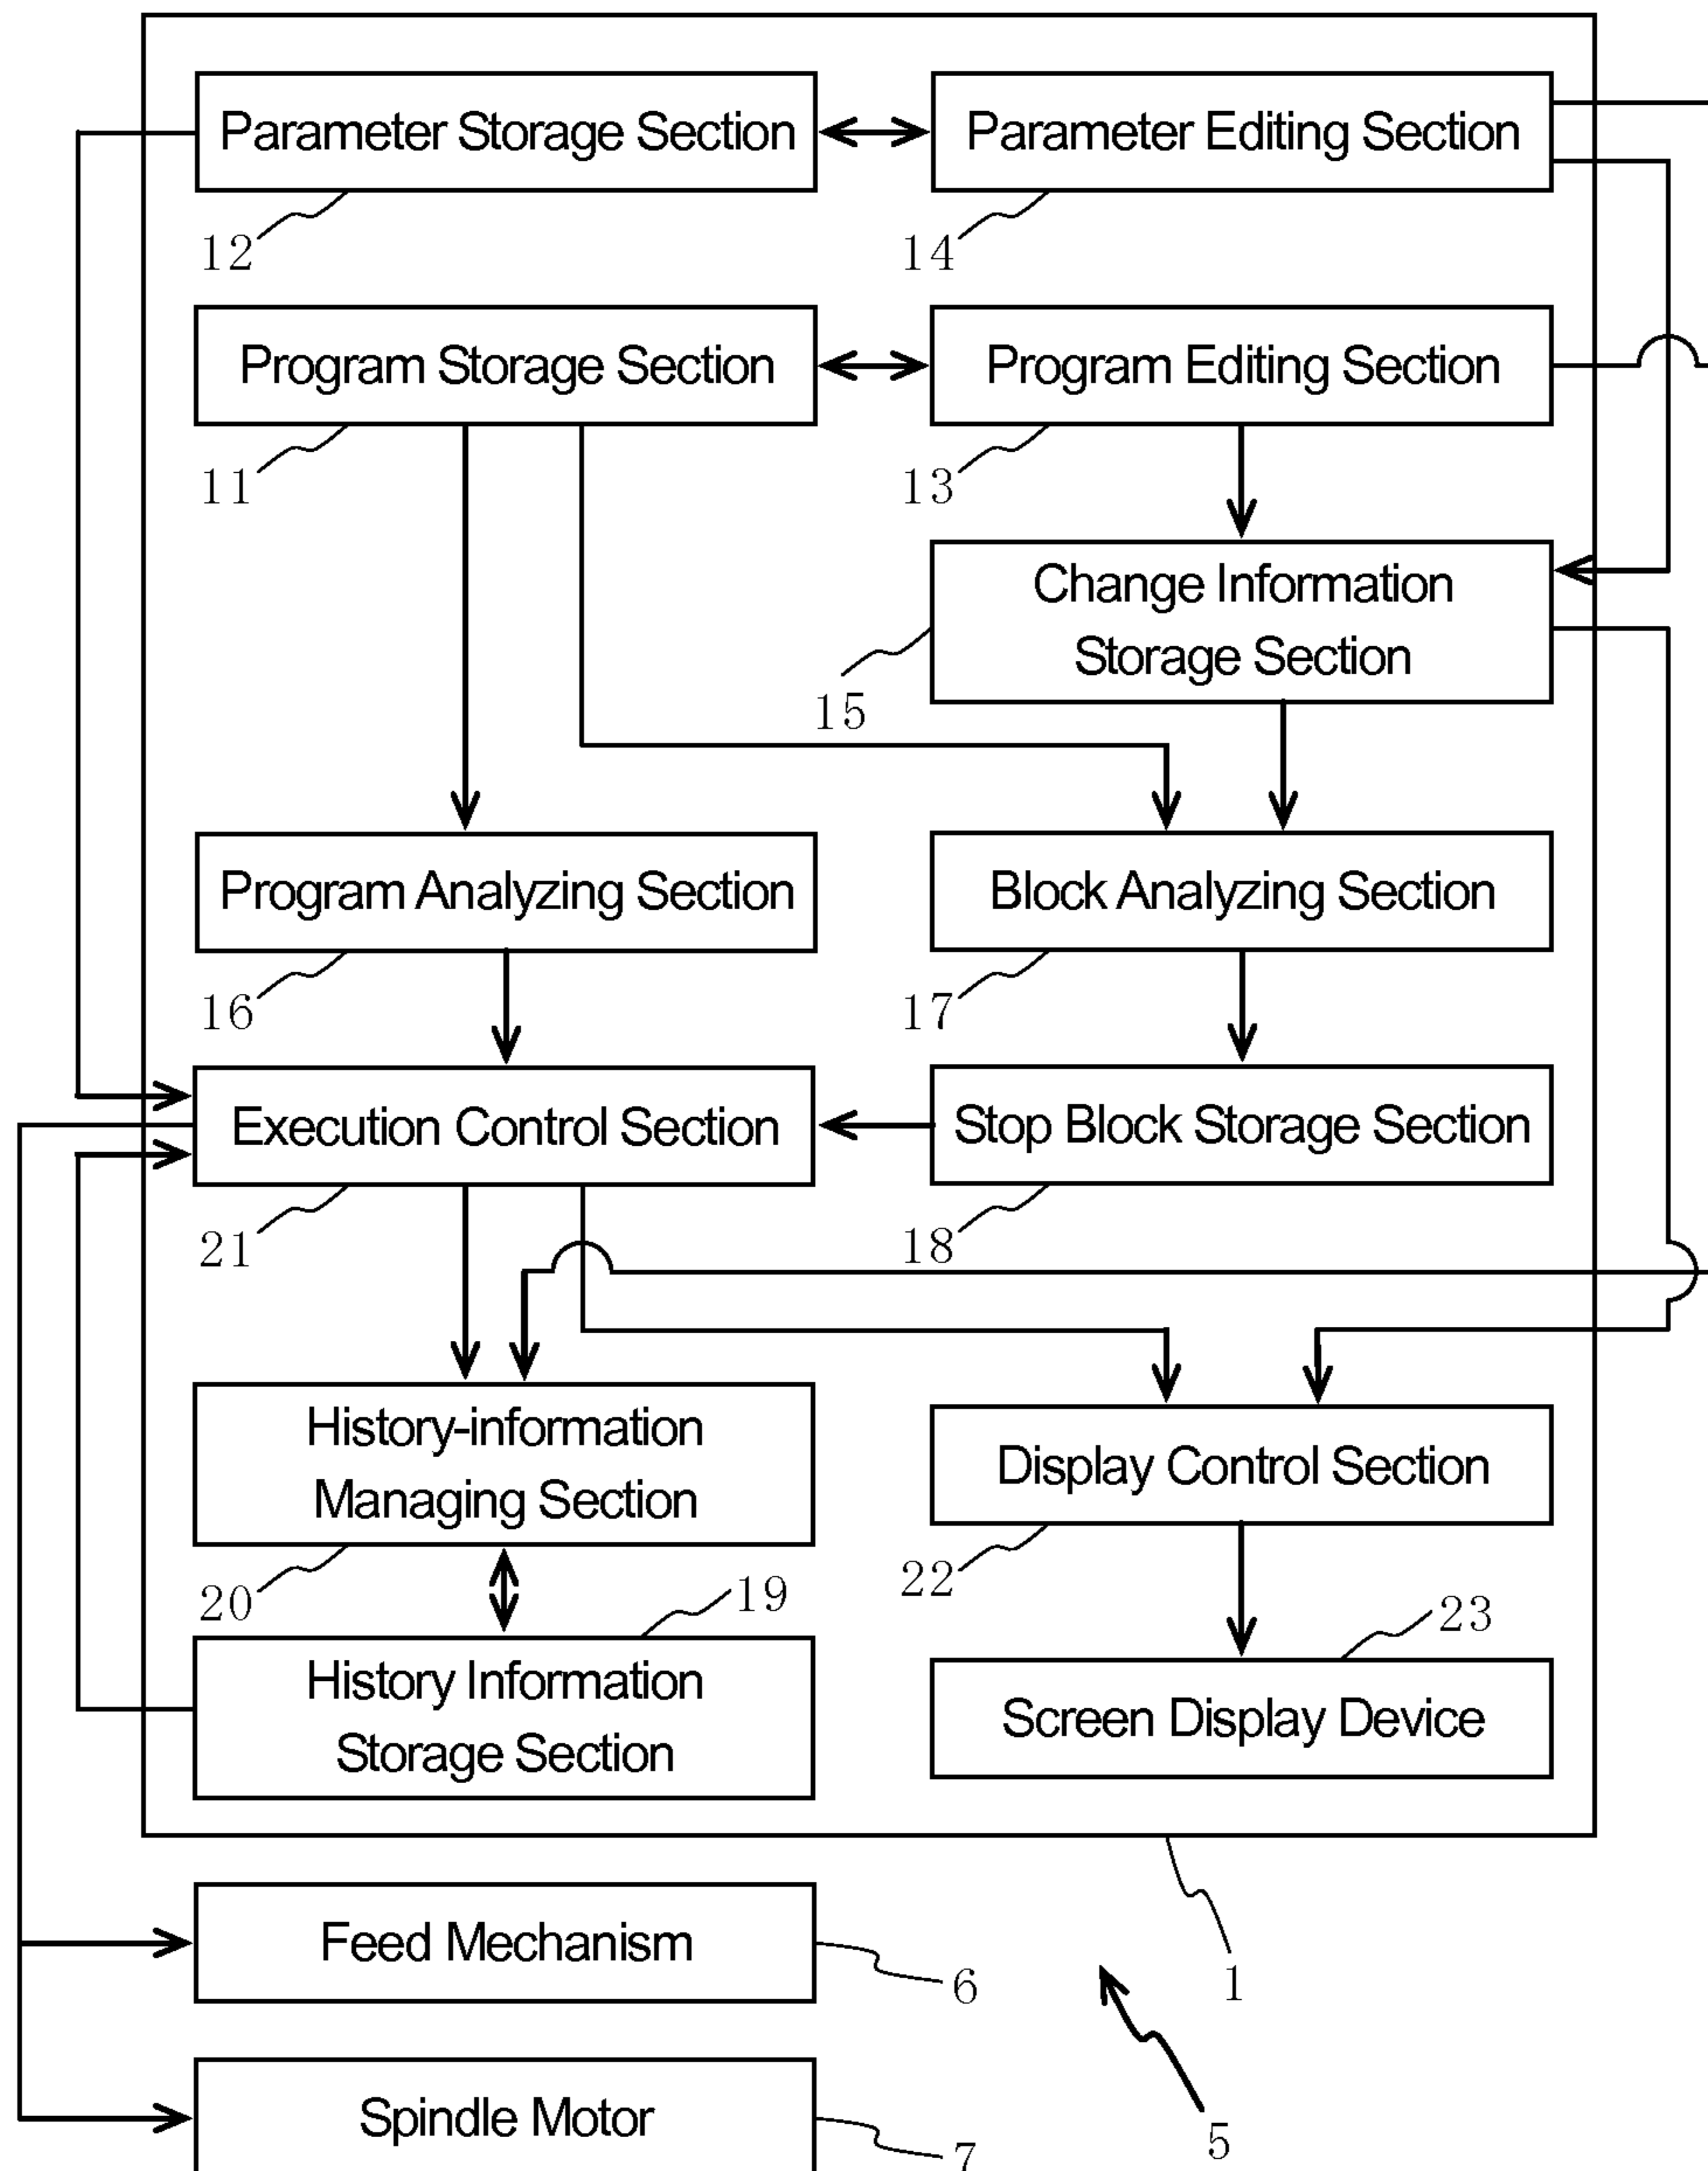 Parameter Storage Section
Parameter Editing Section
12
14
Program Storage Section
Program Editing Section
11
13
Change Information
Storage Section
15
Program Analyzing Section
Block Analyzing Section
16
17
Execution Control Section
Stop Block Storage Section
21
18
History-information
Managing Section
Display Control Section
20
19
22
23
History Information
Storage Section
Screen Display Device
Feed Mechanism
6
1
Spindle Motor
7
5